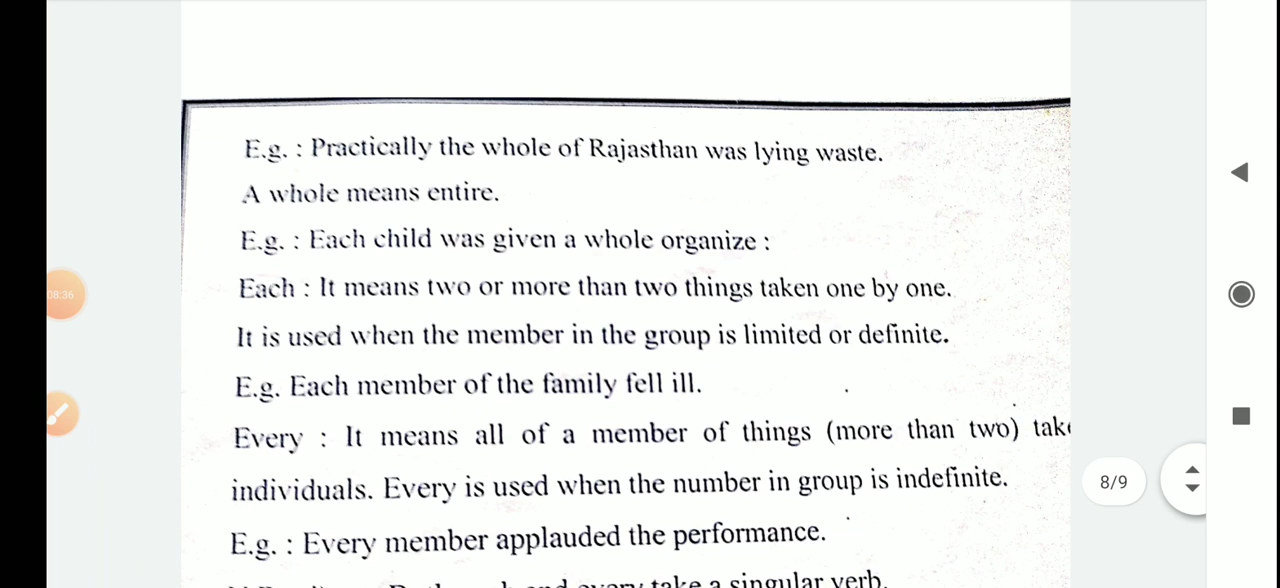 E.g. : Practically the whole of Rajasthan was lying waste.
A whole means entire.
E.g. : Each child was given a whole organize :
Each : It means two or more than two things taken one by one.
It is used when the member in the group is limited or definite.
E.g. Each member of the family fell ill.
Every : It means all of a member of things (more than two)
individuals. Every is used when the number in group is indefinite.
E.g. : Every member applauded the performance.
and every take a singular verb.
08:36
8/9